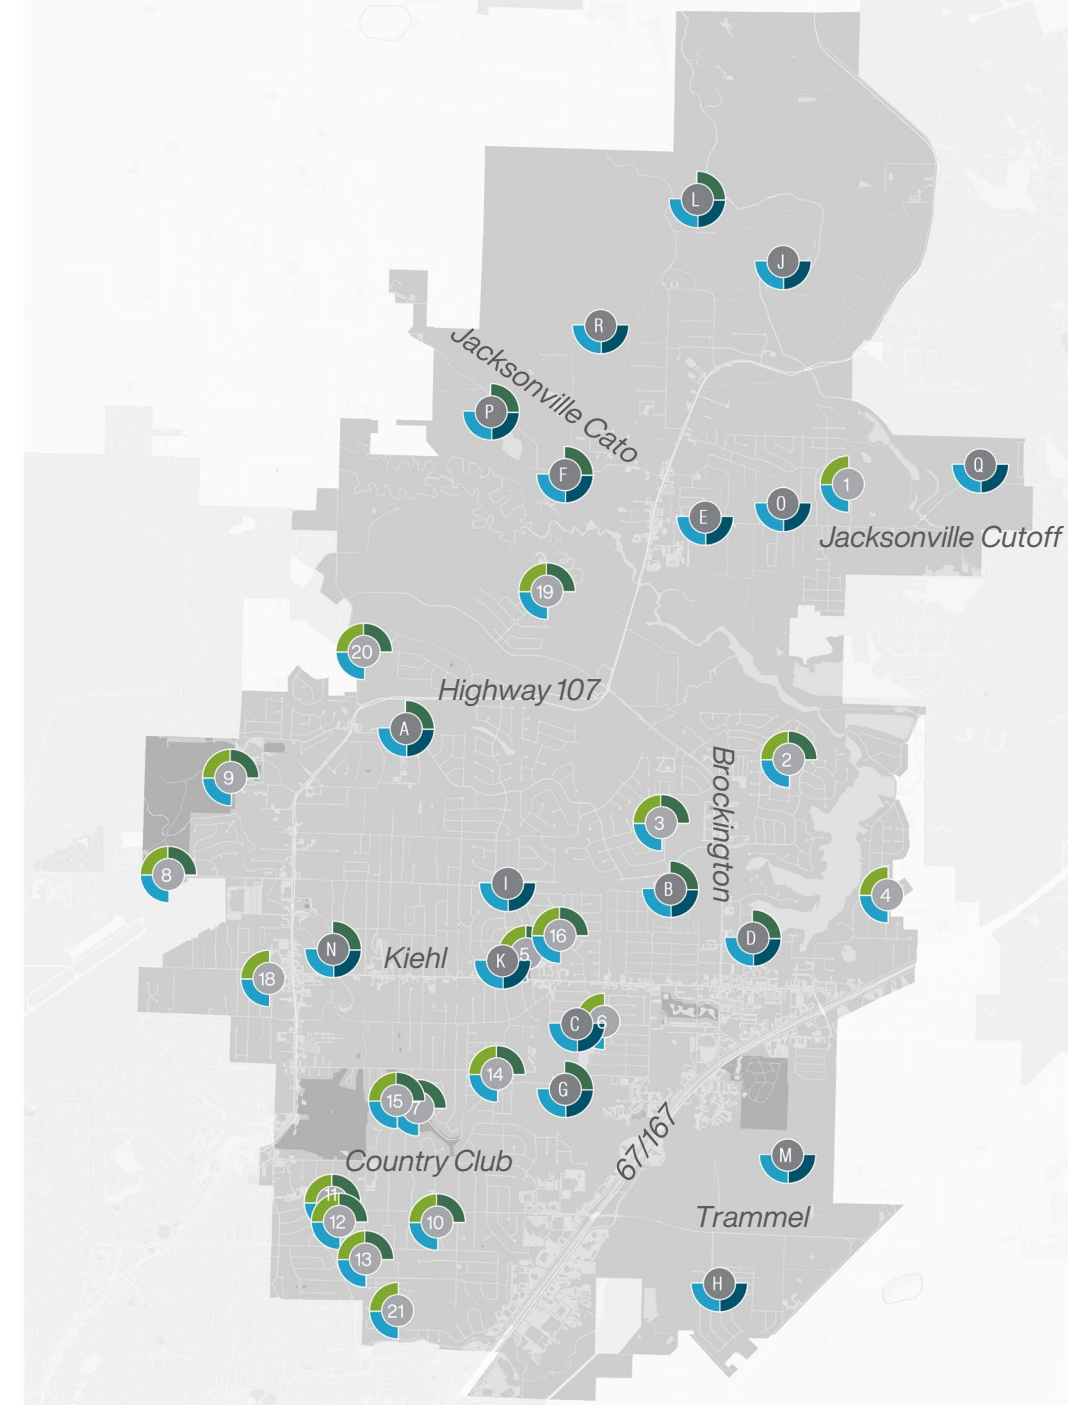 L
J
R
Jacksonville Cato
P
F
Q
1
O
E
Jacksonville Cutoff
19
20
Highway 107
A
2
9
Brockington
3
8
I
B
4
16
D
N
5
K
Kiehl
18
C
6
14
G
15
7
67/167
Country Club
M
11
12
10
Trammel
13
H
21